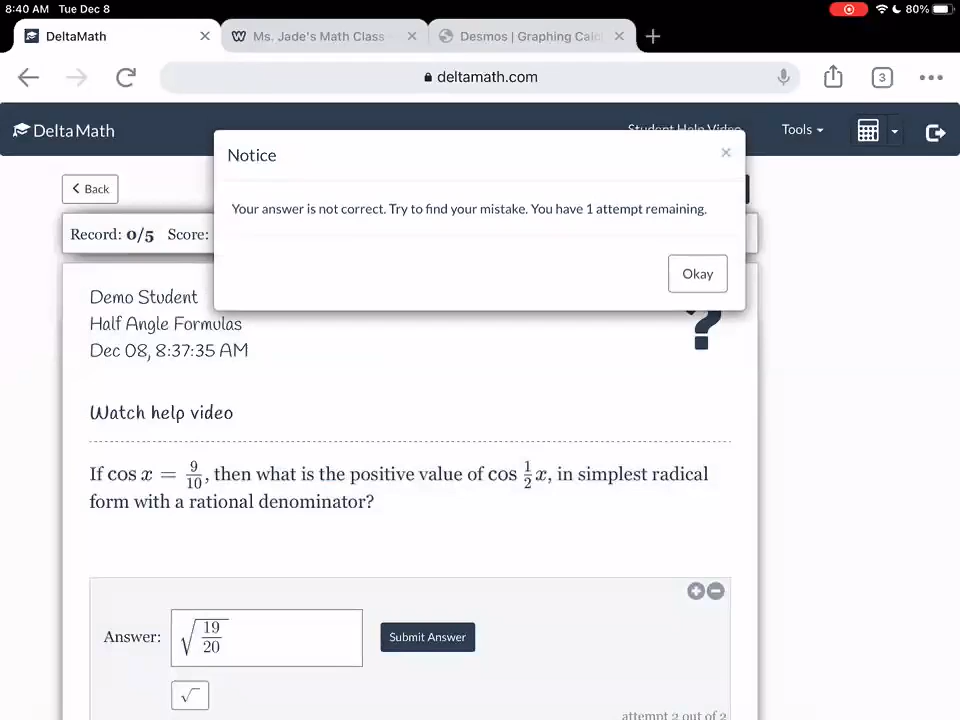 8:40 AM Tue Dec 8
80%
DeltaMath
Ms. Jade's Math Class
Desmos | Graphing Calc
deltamath.com
3
DeltaMath
Student Help Video
Tools
Notice
Your answer is not correct. Try to find your mistake. You have 1 attempt remaining.
Okay
Back
Record: 0/5 Score:
Demo Student
Half Angle Formulas
Dec 08, 8:37:35 AM
?
Watch help video
If cos x = 9/10, then what is the positive value of cos 1/2 x, in simplest radical
form with a rational denominator?
Answer: √(19/20) Submit Answer
√
attempt 2 out of 2